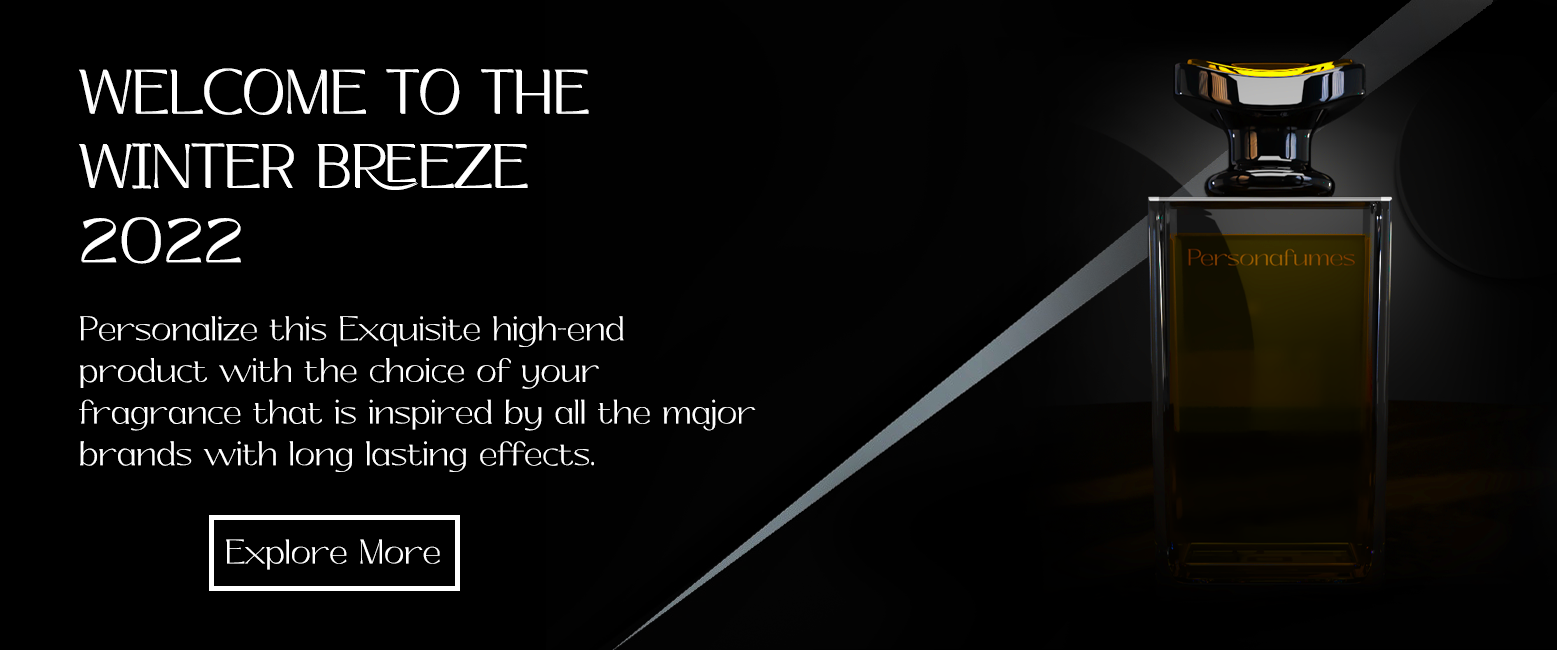 WELCOME TO THE
WINTER BREEZE
2022
Personalize this Exquisite high-end
product with the choice of your
fragrance that is inspired by all the major
brands with long lasting effects.
Explore More
Personafumes